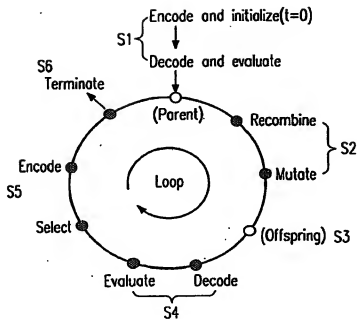 Encode and initialize(t=0)
S1
Decode and evaluate
S6
Terminate
(Parent)
Recombine
S2
Mutate
Encode
Loop
S5
Select
(Offspring) S3
Evaluate Decode
S4